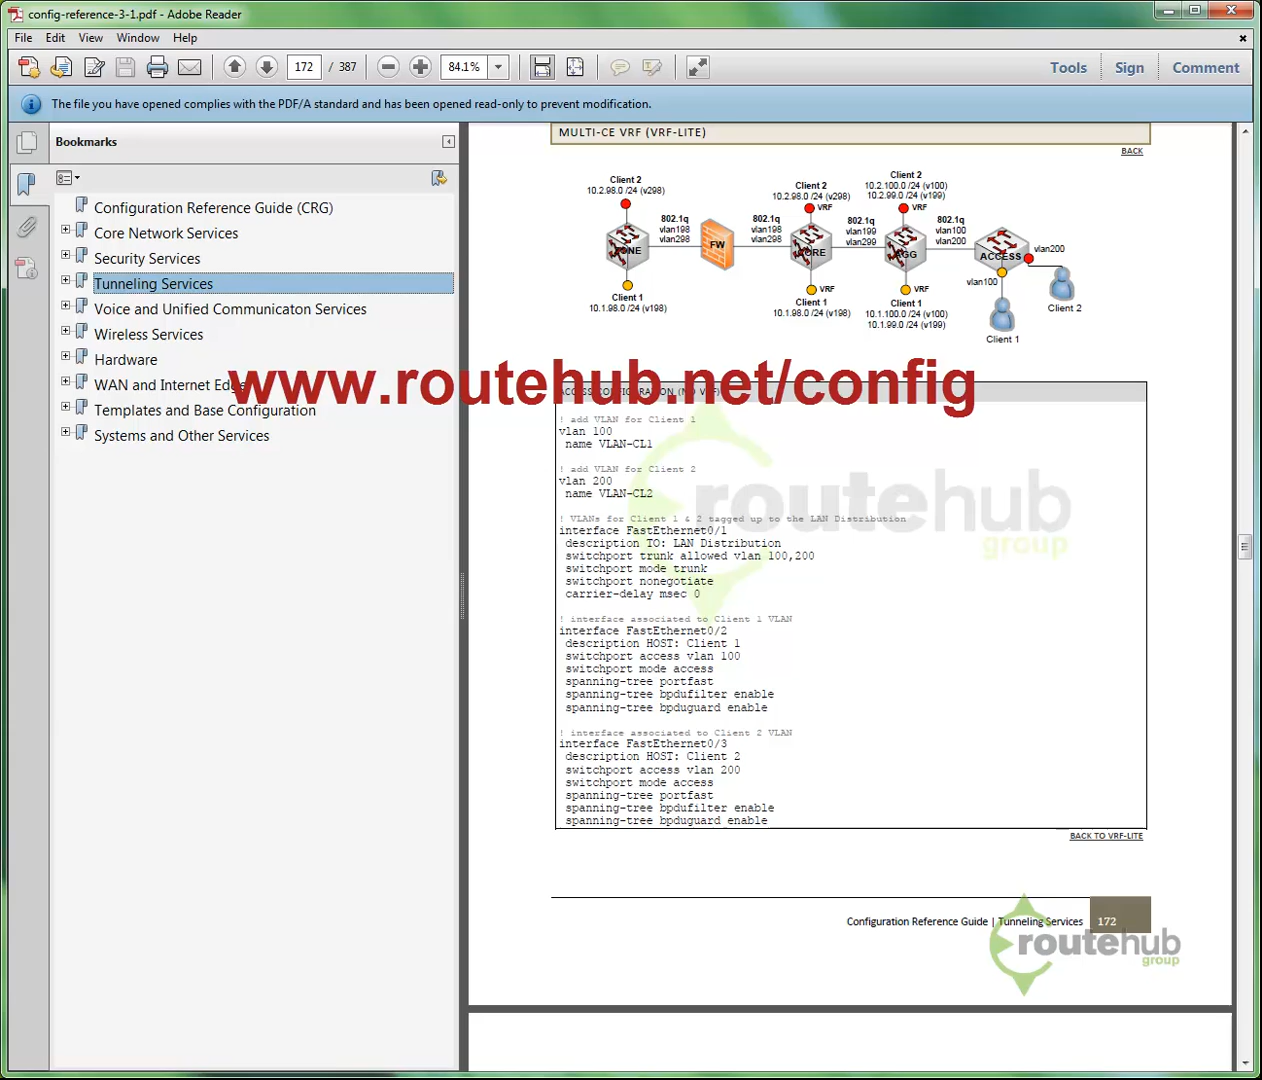 config-reference-3-1.pdf - Adobe Reader
File Edit View Window Help
172 / 387 84.1% Tools Sign Comment
The file you have opened complies with the PDF/A standard and has been opened read-only to prevent modification.
Bookmarks
Configuration Reference Guide (CRG)
Core Network Services
Security Services
Tunneling Services
Voice and Unified Communicaton Services
Wireless Services
Hardware
WAN and Internet Edge
Templates and Base Configuration
Systems and Other Services
www.routehub.net/config
MULTI-CE VRF (VRF-LITE)
BACK
Client 2
10.2.98.0 /24 (v298)
802.1q
vlan198
vlan298
FW
802.1q
vlan198
vlan298
Client 2
10.2.98.0 /24 (v298)
VRF
CORE
802.1q
vlan199
vlan299
Client 2
10.2.100.0 /24 (v100)
10.2.99.0 /24 (v199)
VRF
AGG
802.1q
vlan100
vlan200
ACCESS
vlan200
vlan100
Client 2
Client 1
Client 1
10.1.98.0 /24 (v198)
VRF
Client 1
10.1.98.0 /24 (v198)
VRF
Client 1
10.1.100.0 /24 (v100)
10.1.99.0 /24 (v199)
ACCESS CONFIGURATION (NO VRF)
! add VLAN for Client 1
vlan 100
name VLAN-CL1
! add VLAN for Client 2
vlan 200
name VLAN-CL2
! VLANs for Client 1 & 2 tagged up to the LAN Distribution
interface FastEthernet0/1
description TO: LAN Distribution
switchport trunk allowed vlan 100,200
switchport mode trunk
switchport nonegotiate
carrier-delay msec 0
! interface associated to Client 1 VLAN
interface FastEthernet0/2
description HOST: Client 1
switchport access vlan 100
switchport mode access
spanning-tree portfast
spanning-tree bpdufilter enable
spanning-tree bpduguard enable
! interface associated to Client 2 VLAN
interface FastEthernet0/3
description HOST: Client 2
switchport access vlan 200
switchport mode access
spanning-tree portfast
spanning-tree bpdufilter enable
spanning-tree bpduguard enable
routehub
group
BACK TO VRF-LITE
Configuration Reference Guide | Tunneling Services 172
routehub
group